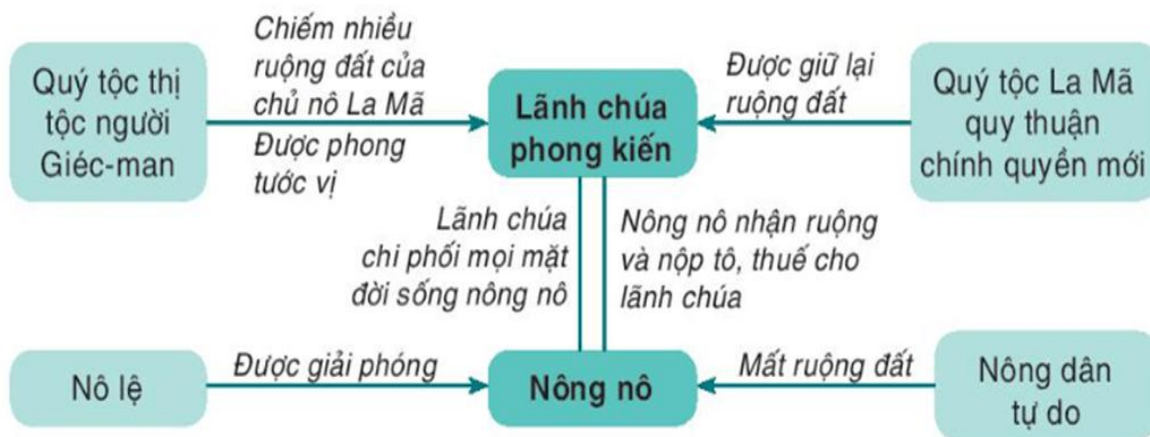 Quý tộc thị
tộc người
Giéc-man
Chiếm nhiều
ruộng đất của
chủ nô La Mã
Được phong
tước vị
Lãnh chúa
phong kiến
Được giữ lại
ruộng đất
Quý tộc La Mã
quy thuận
chính quyền mới
Lãnh chúa
chi phối mọi mặt
đời sống nông nô
Nông nô nhận ruộng
và nộp tô, thuế cho
lãnh chúa
Nô lệ
Được giải phóng
Nông nô
Mất ruộng đất
Nông dân
tự do